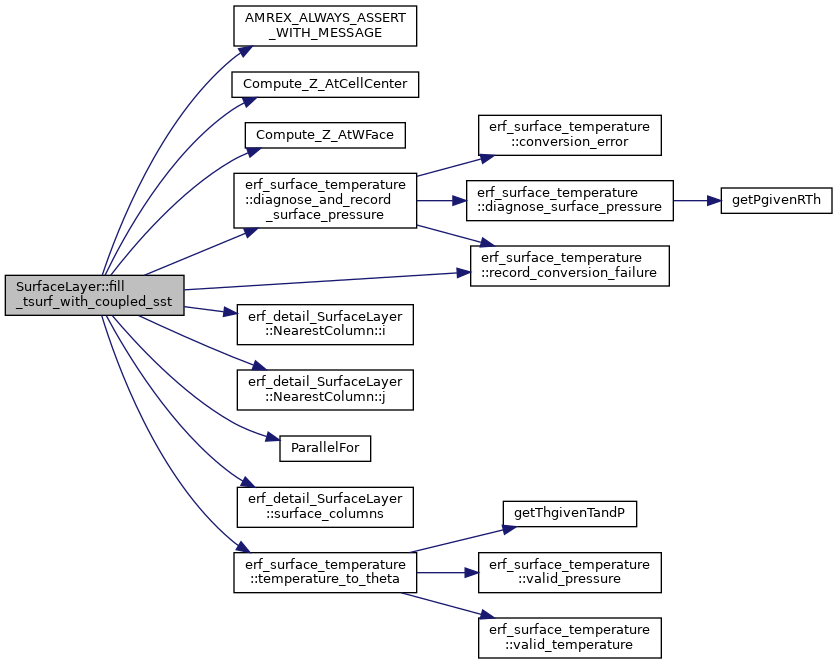 AMREX_ALWAYS_ASSERT
_WITH_MESSAGE
Compute_Z_AtCellCenter
Compute_Z_AtWFace
erf_surface_temperature
::diagnose_and_record
_surface_pressure
erf_surface_temperature
::conversion_error
erf_surface_temperature
::diagnose_surface_pressure
getPgivenRTh
erf_surface_temperature
::record_conversion_failure
SurfaceLayer::fill
_tsurf_with_coupled_sst
erf_detail_SurfaceLayer
::NearestColumn::i
erf_detail_SurfaceLayer
::NearestColumn::j
ParallelFor
erf_detail_SurfaceLayer
::surface_columns
erf_surface_temperature
::temperature_to_theta
getThgivenTandP
erf_surface_temperature
::valid_pressure
erf_surface_temperature
::valid_temperature